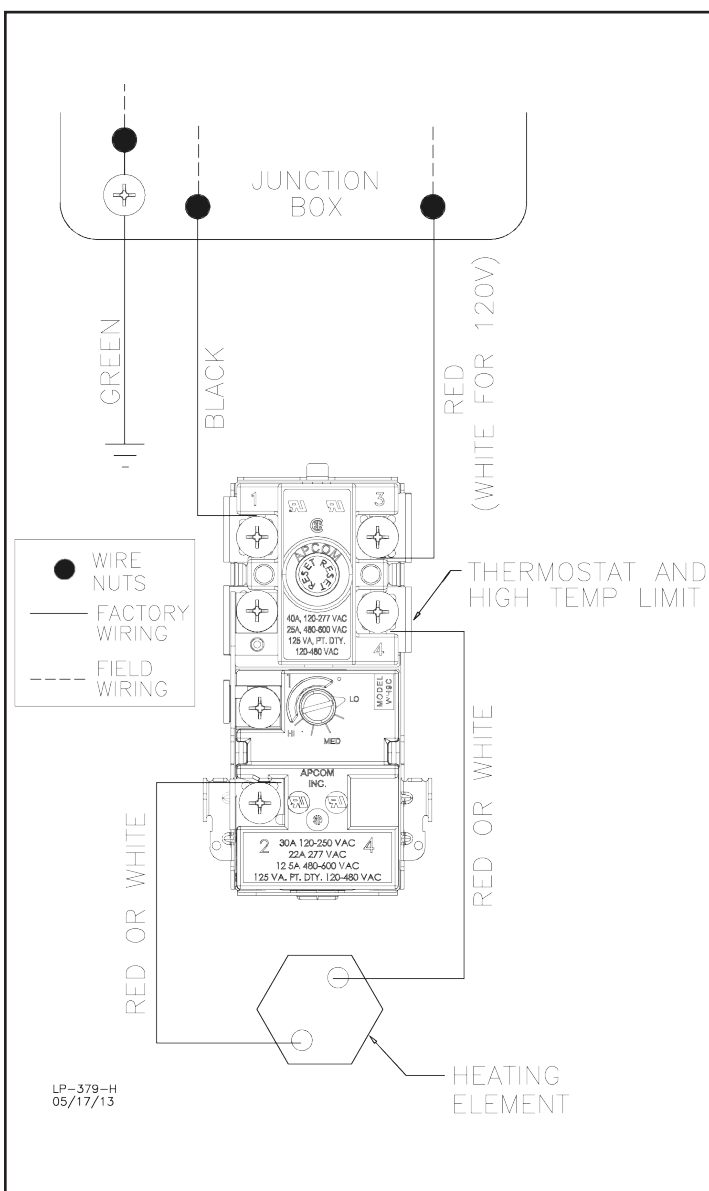 JUNCTION
BOX
GREEN
BLACK
RED
(WHITE FOR 120V)
1
3
APCOM
RESET RESET
40A, 120-277 VAC
25A, 480-600 VAC
125 VA, PT. DTY.
120-480 VAC
4
WIRE
NUTS
FACTORY
WIRING
FIELD
WIRING
THERMOSTAT AND
HIGH TEMP LIMIT
LO
MED
HI
MODEL
APCOM
INC.
2
4
30A 120-250 VAC
22A 277 VAC
12 5A 480-600 VAC
125 VA. PT. DTY. 120-480 VAC
RED OR WHITE
RED OR WHITE
HEATING
ELEMENT
LP-379-H
05/17/13